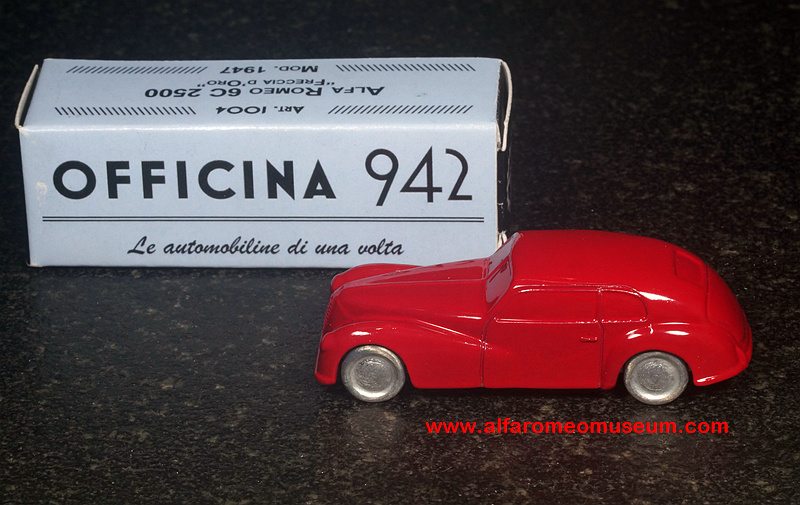 ART. 1004
ALFA ROMEO 6C 2500
"FRECCIA D'ORO"
MOD. 1947
OFFICINA 942
Le automobiline di una volta
www.alfaromeomuseum.com